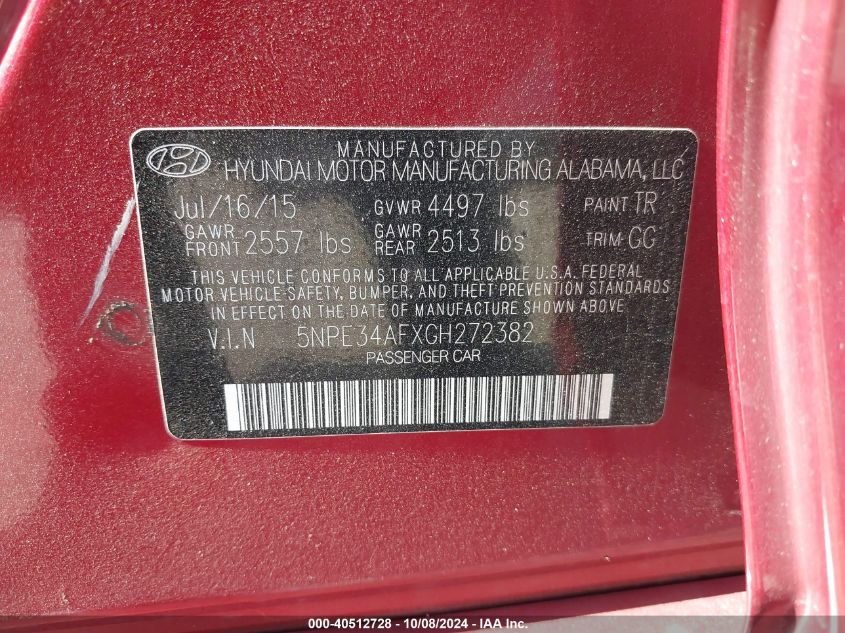 MANUFACTURED BY
HYUNDAI MOTOR MANUFACTURING ALABAMA, LLC
Jul/16/15 GVWR 4497 lbs PAINT TR
GAWR FRONT 2557 lbs GAWR REAR 2513 lbs TRIM GG
THIS VEHICLE CONFORMS TO ALL APPLICABLE U.S.A. FEDERAL
MOTOR VEHICLE SAFETY, BUMPER, AND THEFT PREVENTION STANDARDS
IN EFFECT ON THE DATE OF MANUFACTURE SHOWN ABOVE
V.I.N 5NPE34AFXGH272382
PASSENGER CAR
000-40512728 - 10/08/2024 - © IAA, Inc.